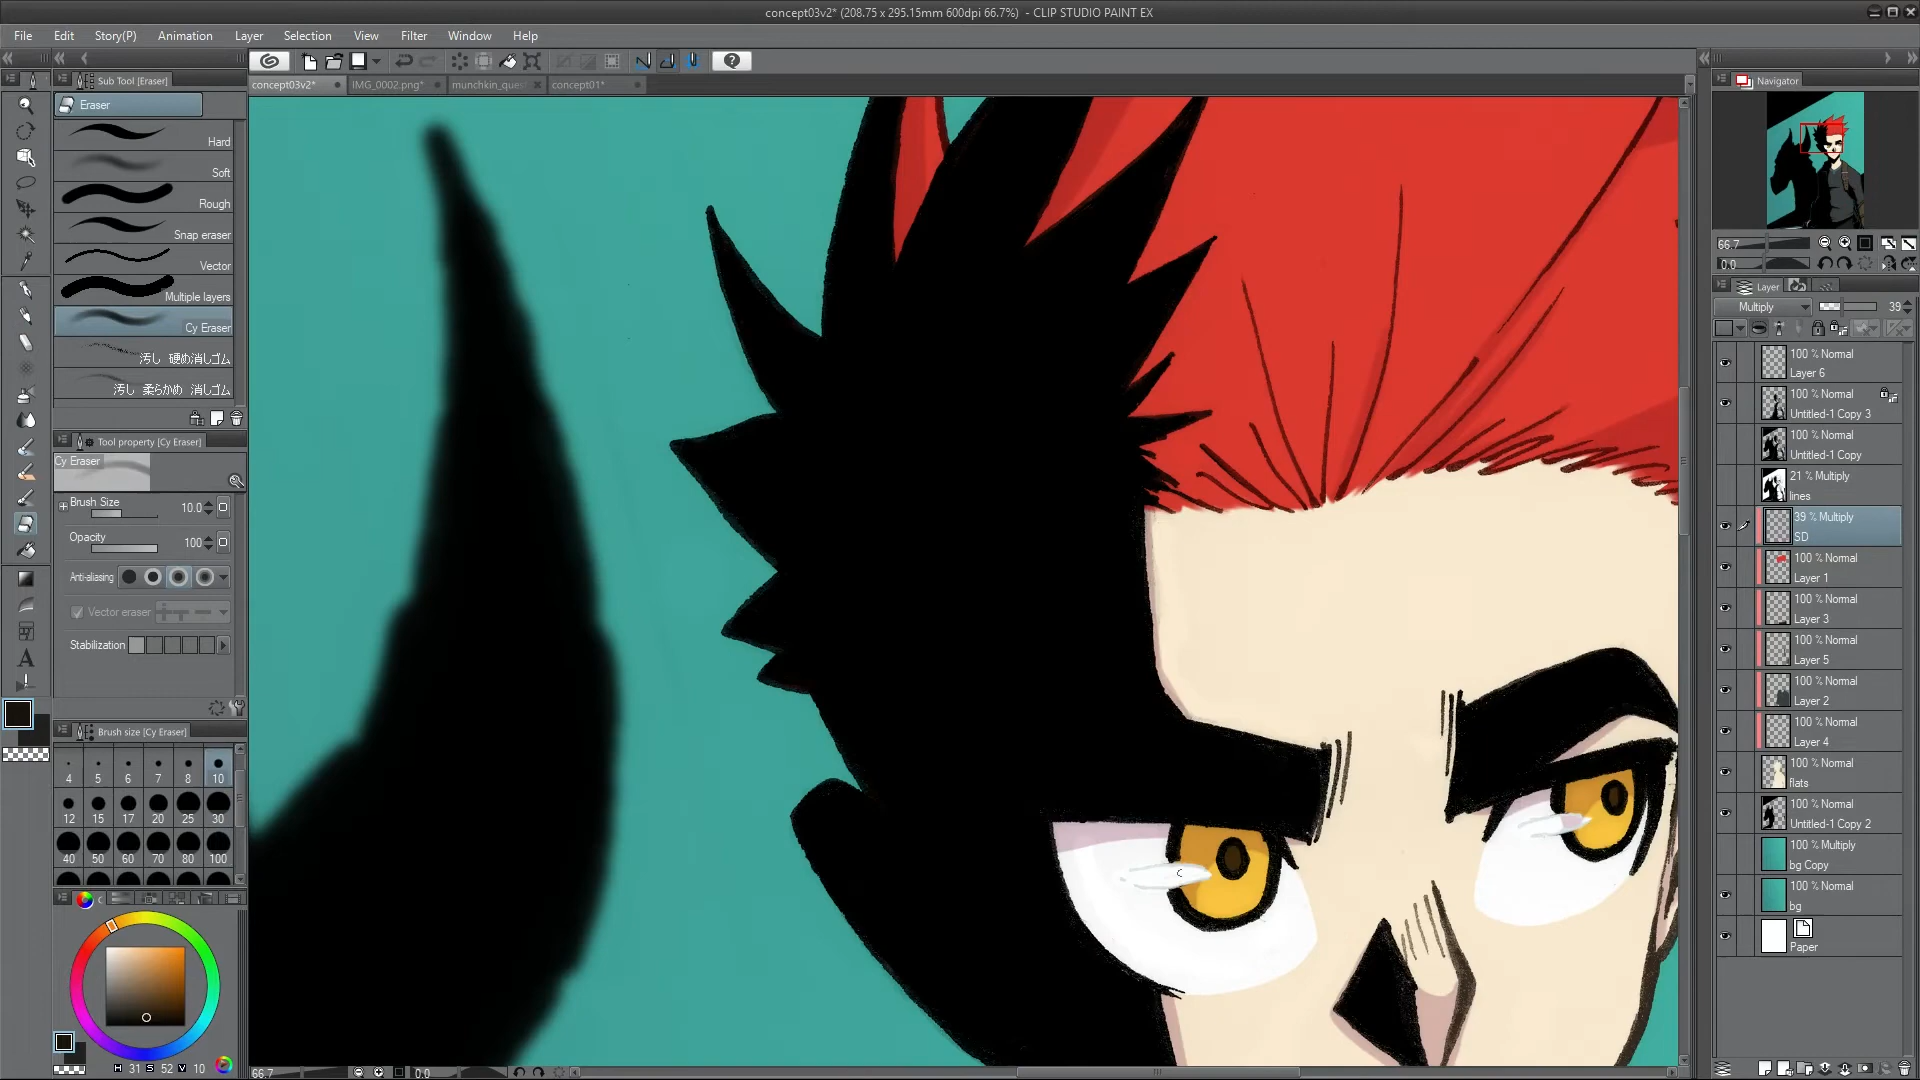 concept03v2* (208.75 x 295.15mm 600dpi 66.7%) - CLIP STUDIO PAINT EX
File Edit Story(P) Animation Layer Selection View Filter Window Help
concept03v2* IMG_0002.png* munchkin_ques concept01*
Sub Tool [Eraser]
Eraser
Hard
Soft
Rough
Snap eraser
Vector
Multiple layers
Cy Eraser
汚し 硬め消しゴム
汚し 柔らかめ 消しゴム
Tool property [Cy Eraser]
Cy Eraser
Brush Size 10.0
Opacity 100
Anti-aliasing
Vector eraser
Stabilization
A
Brush size [Cy Eraser]
4 5 6 7 8 10
12 15 17 20 25 30
40 50 60 70 80 100
H 31 S 52 V 10
66.7 0.0
Navigator
66.7
0.0
Layer
Multiply 39
100 % Normal
Layer 6
100 % Normal
Untitled-1 Copy 3
100 % Normal
Untitled-1 Copy
21 % Multiply
lines
39 % Multiply
SD
100 % Normal
Layer 1
100 % Normal
Layer 3
100 % Normal
Layer 5
100 % Normal
Layer 2
100 % Normal
Layer 4
100 % Normal
flats
100 % Normal
Untitled-1 Copy 2
100 % Multiply
bg Copy
100 % Normal
bg
Paper